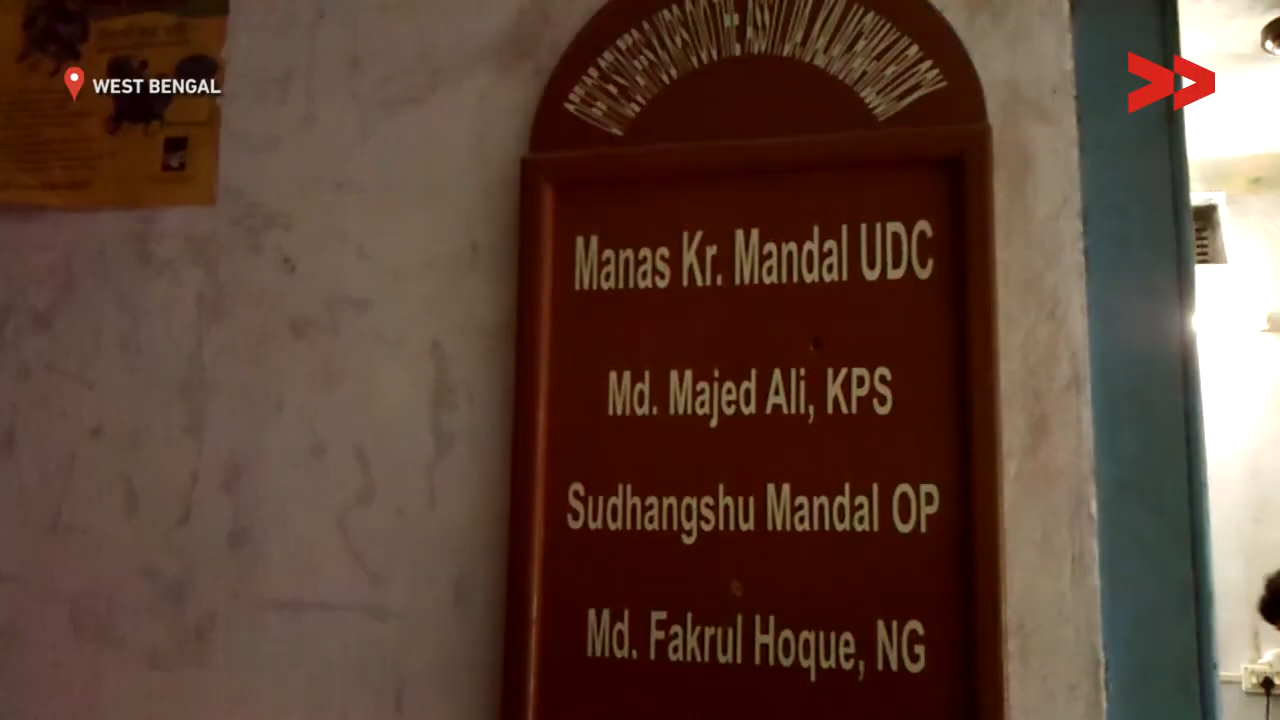 WEST BENGAL
Manas Kr. Mandal UDC
Md. Majed Ali, KPS
Sudhangshu Mandal OP
Md. Fakrul Hoque, NG